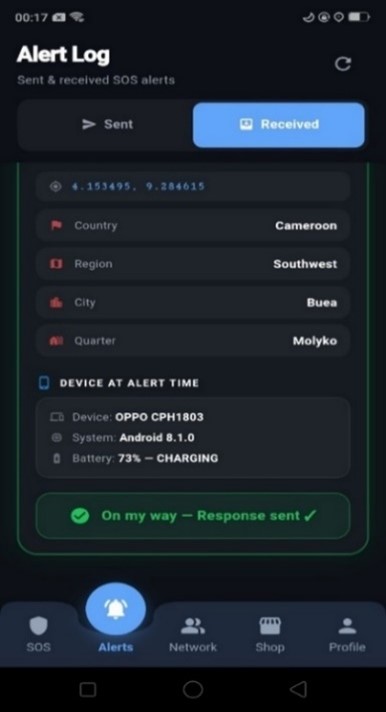 00:17
Alert Log
Sent & received SOS alerts
Sent
Received
4.153495, 9.284615
Country Cameroon
Region Southwest
City Buea
Quarter Molyko
DEVICE AT ALERT TIME
Device: OPPO CPH1803
System: Android 8.1.0
Battery: 73% — CHARGING
On my way — Response sent ✓
SOS Alerts Network Shop Profile